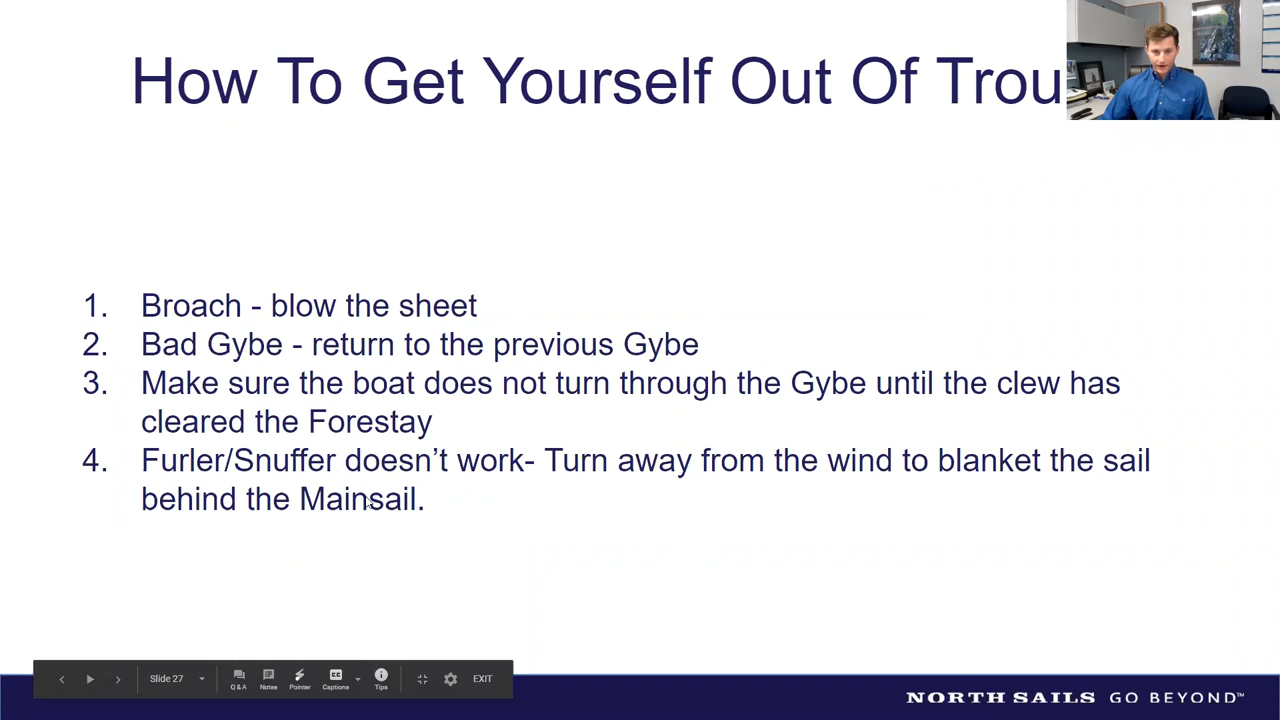 How To Get Yourself Out Of Trou
1. Broach - blow the sheet
2. Bad Gybe - return to the previous Gybe
3. Make sure the boat does not turn through the Gybe until the clew has
cleared the Forestay
4. Furler/Snuffer doesn't work- Turn away from the wind to blanket the sail
behind the Mainsail.
Slide 27
Q&A Notes Pointer Captions Tips
EXIT
NORTH SAILS GO BEYOND™